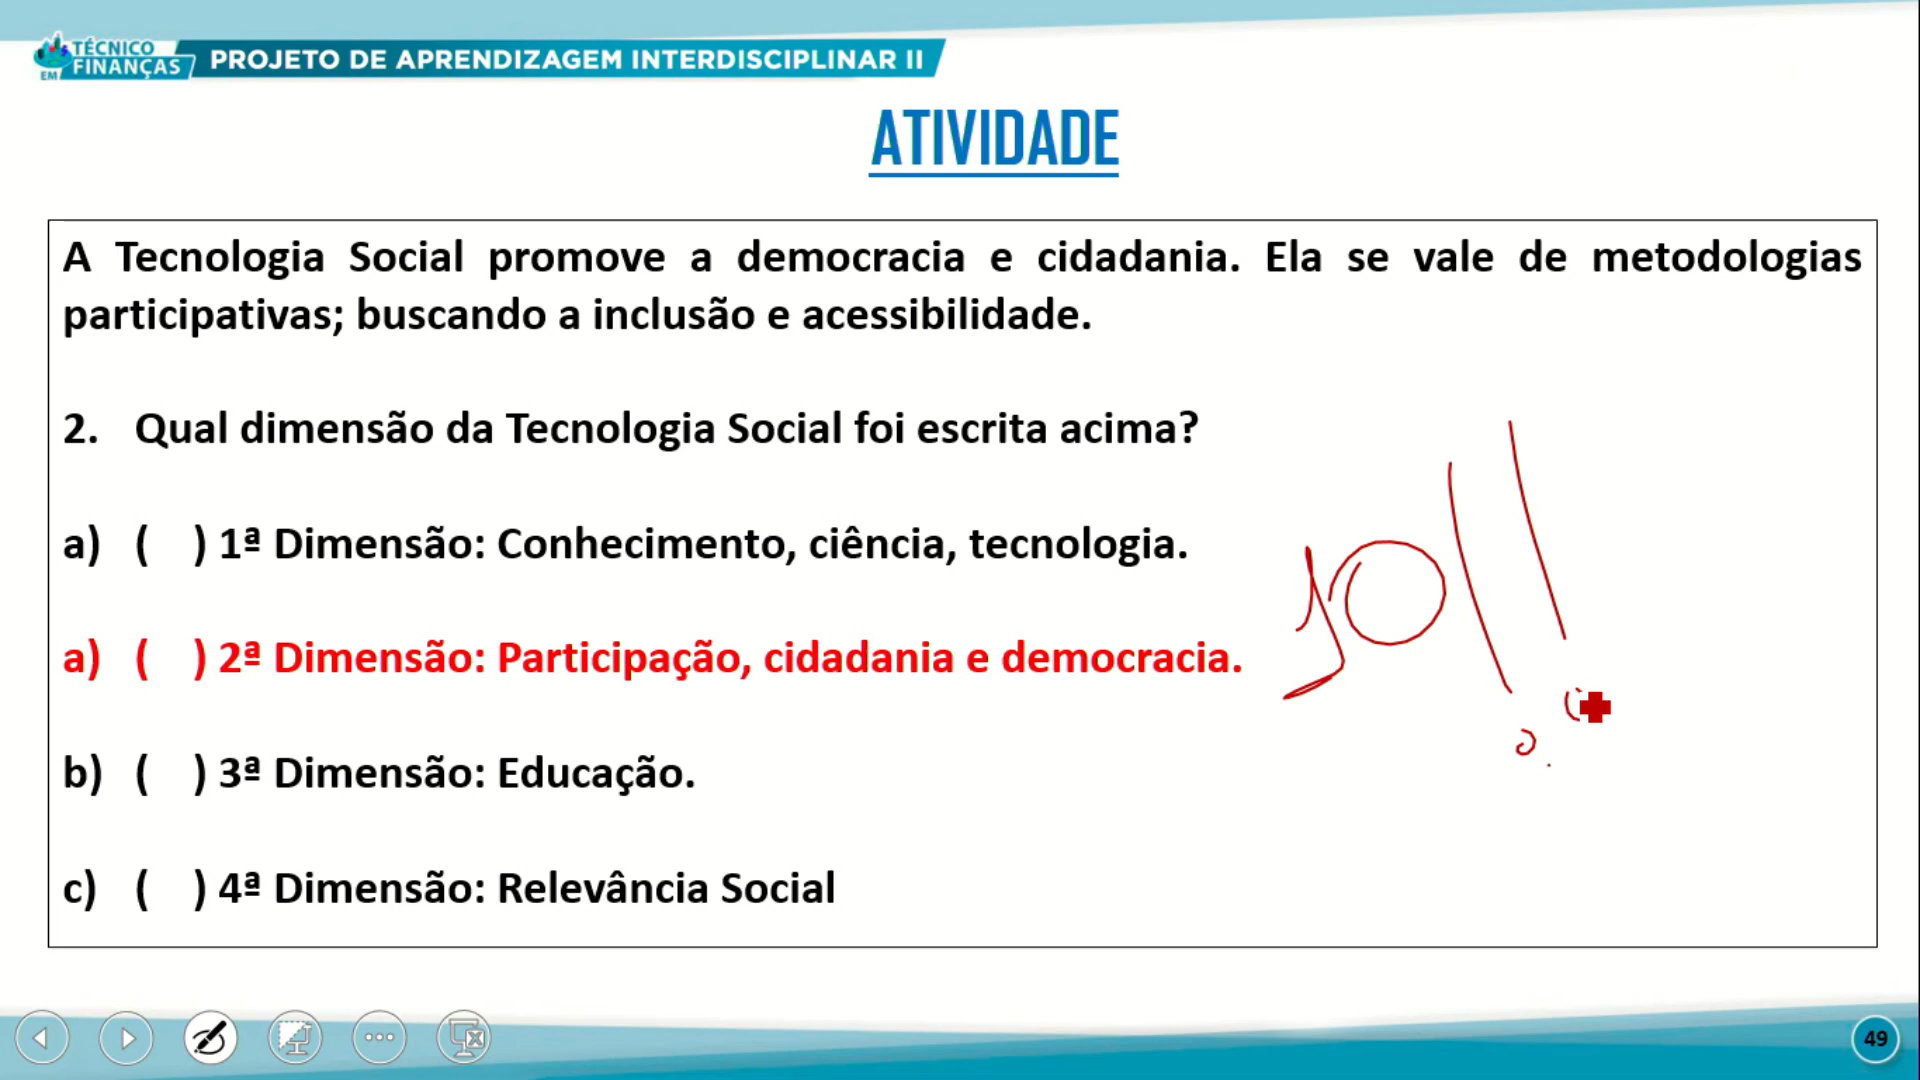 TÉCNICO
EM FINANÇAS
PROJETO DE APRENDIZAGEM INTERDISCIPLINAR II
ATIVIDADE
A Tecnologia Social promove a democracia e cidadania. Ela se vale de metodologias
participativas; buscando a inclusão e acessibilidade.
2. Qual dimensão da Tecnologia Social foi escrita acima?
a) ( ) 1ª Dimensão: Conhecimento, ciência, tecnologia.
a) ( ) 2ª Dimensão: Participação, cidadania e democracia.
b) ( ) 3ª Dimensão: Educação.
c) ( ) 4ª Dimensão: Relevância Social
49